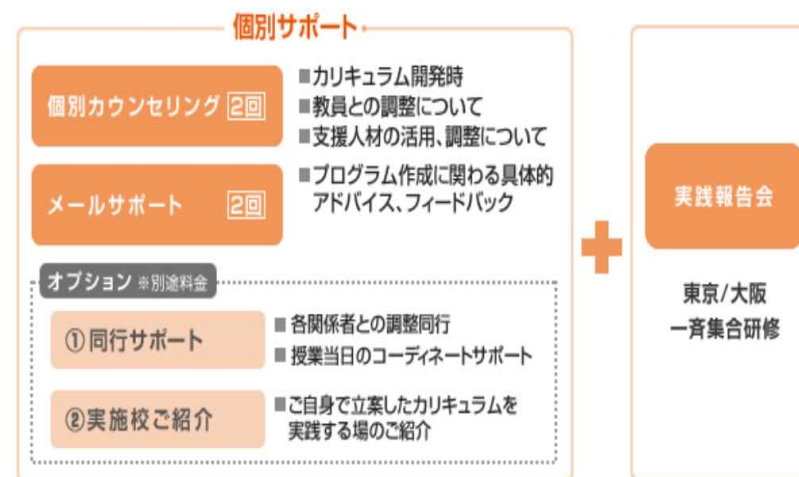 個別サポート
個別カウンセリング 2回
■カリキュラム開発時
■教員との調整について
■支援人材の活用、調整について
メールサポート 2回
■プログラム作成に関わる具体的
アドバイス、フィードバック
オプション ※別途料金
①同行サポート
■各関係者との調整同行
■授業当日のコーディネートサポート
②実施校ご紹介
■ご自身で立案したカリキュラムを
実践する場のご紹介
+
実践報告会
東京/大阪
一斉集合研修